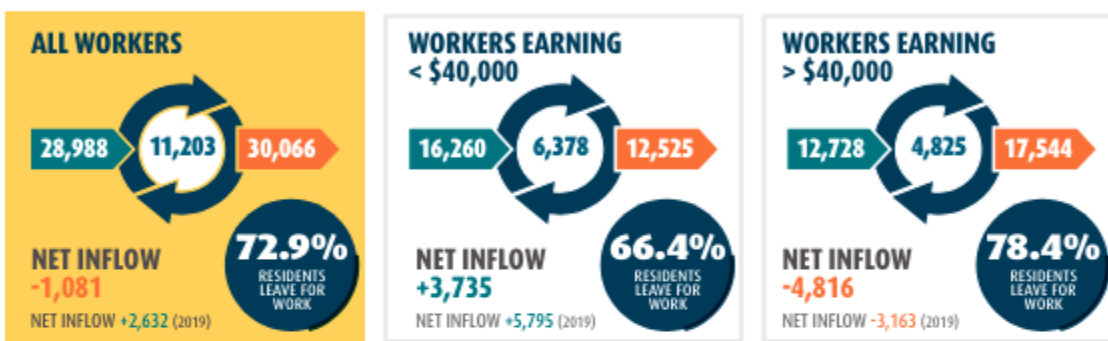 ALL WORKERS
28,988
11,203
30,066
72.9%
RESIDENTS
LEAVE FOR
WORK
NET INFLOW
-1,081
NET INFLOW +2,632 (2019)
WORKERS EARNING
< $40,000
16,260
6,378
12,525
66.4%
RESIDENTS
LEAVE FOR
WORK
NET INFLOW
+3,735
NET INFLOW +5,795 (2019)
WORKERS EARNING
> $40,000
12,728
4,825
17,544
78.4%
RESIDENTS
LEAVE FOR
WORK
NET INFLOW
-4,816
NET INFLOW -3,163 (2019)